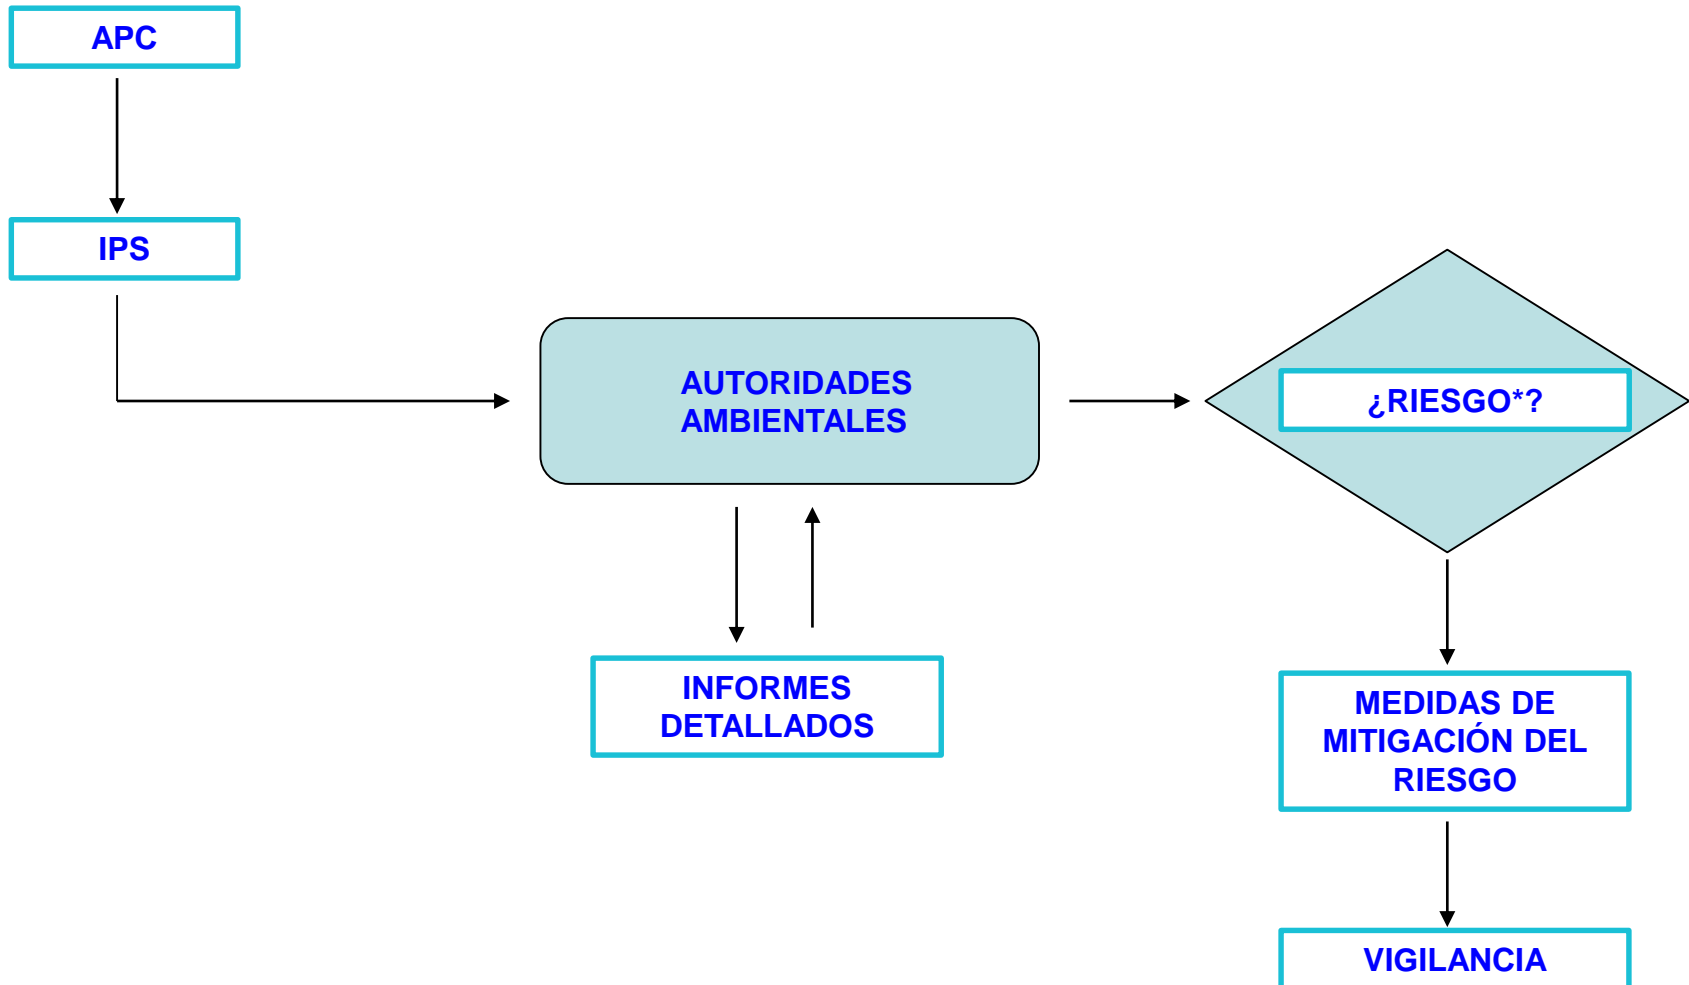 APC
IPS
AUTORIDADES
AMBIENTALES
¿RIESGO*?
INFORMES
DETALLADOS
MEDIDAS DE
MITIGACIÓN DEL
RIESGO
VIGILANCIA